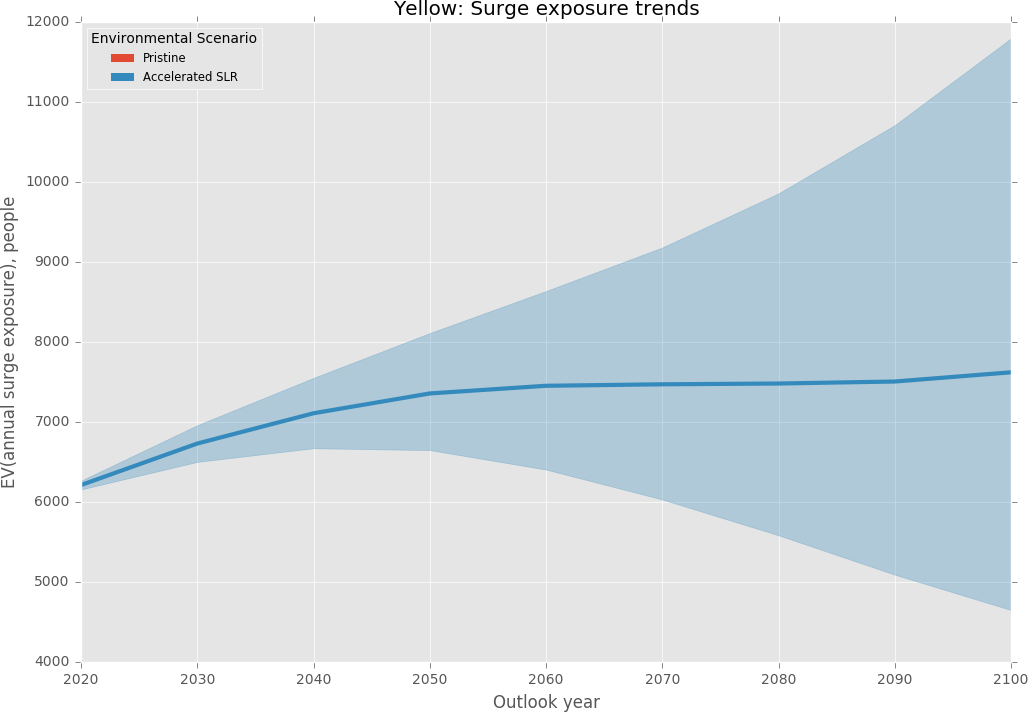 Yellow: Surge exposure trends
12000
11000
10000
9000
8000
7000
6000
5000
4000
EV(annual surge exposure), people
Environmental Scenario
Pristine
Accelerated SLR
2020 2030 2040 2050 2060 2070 2080 2090 2100
Outlook year